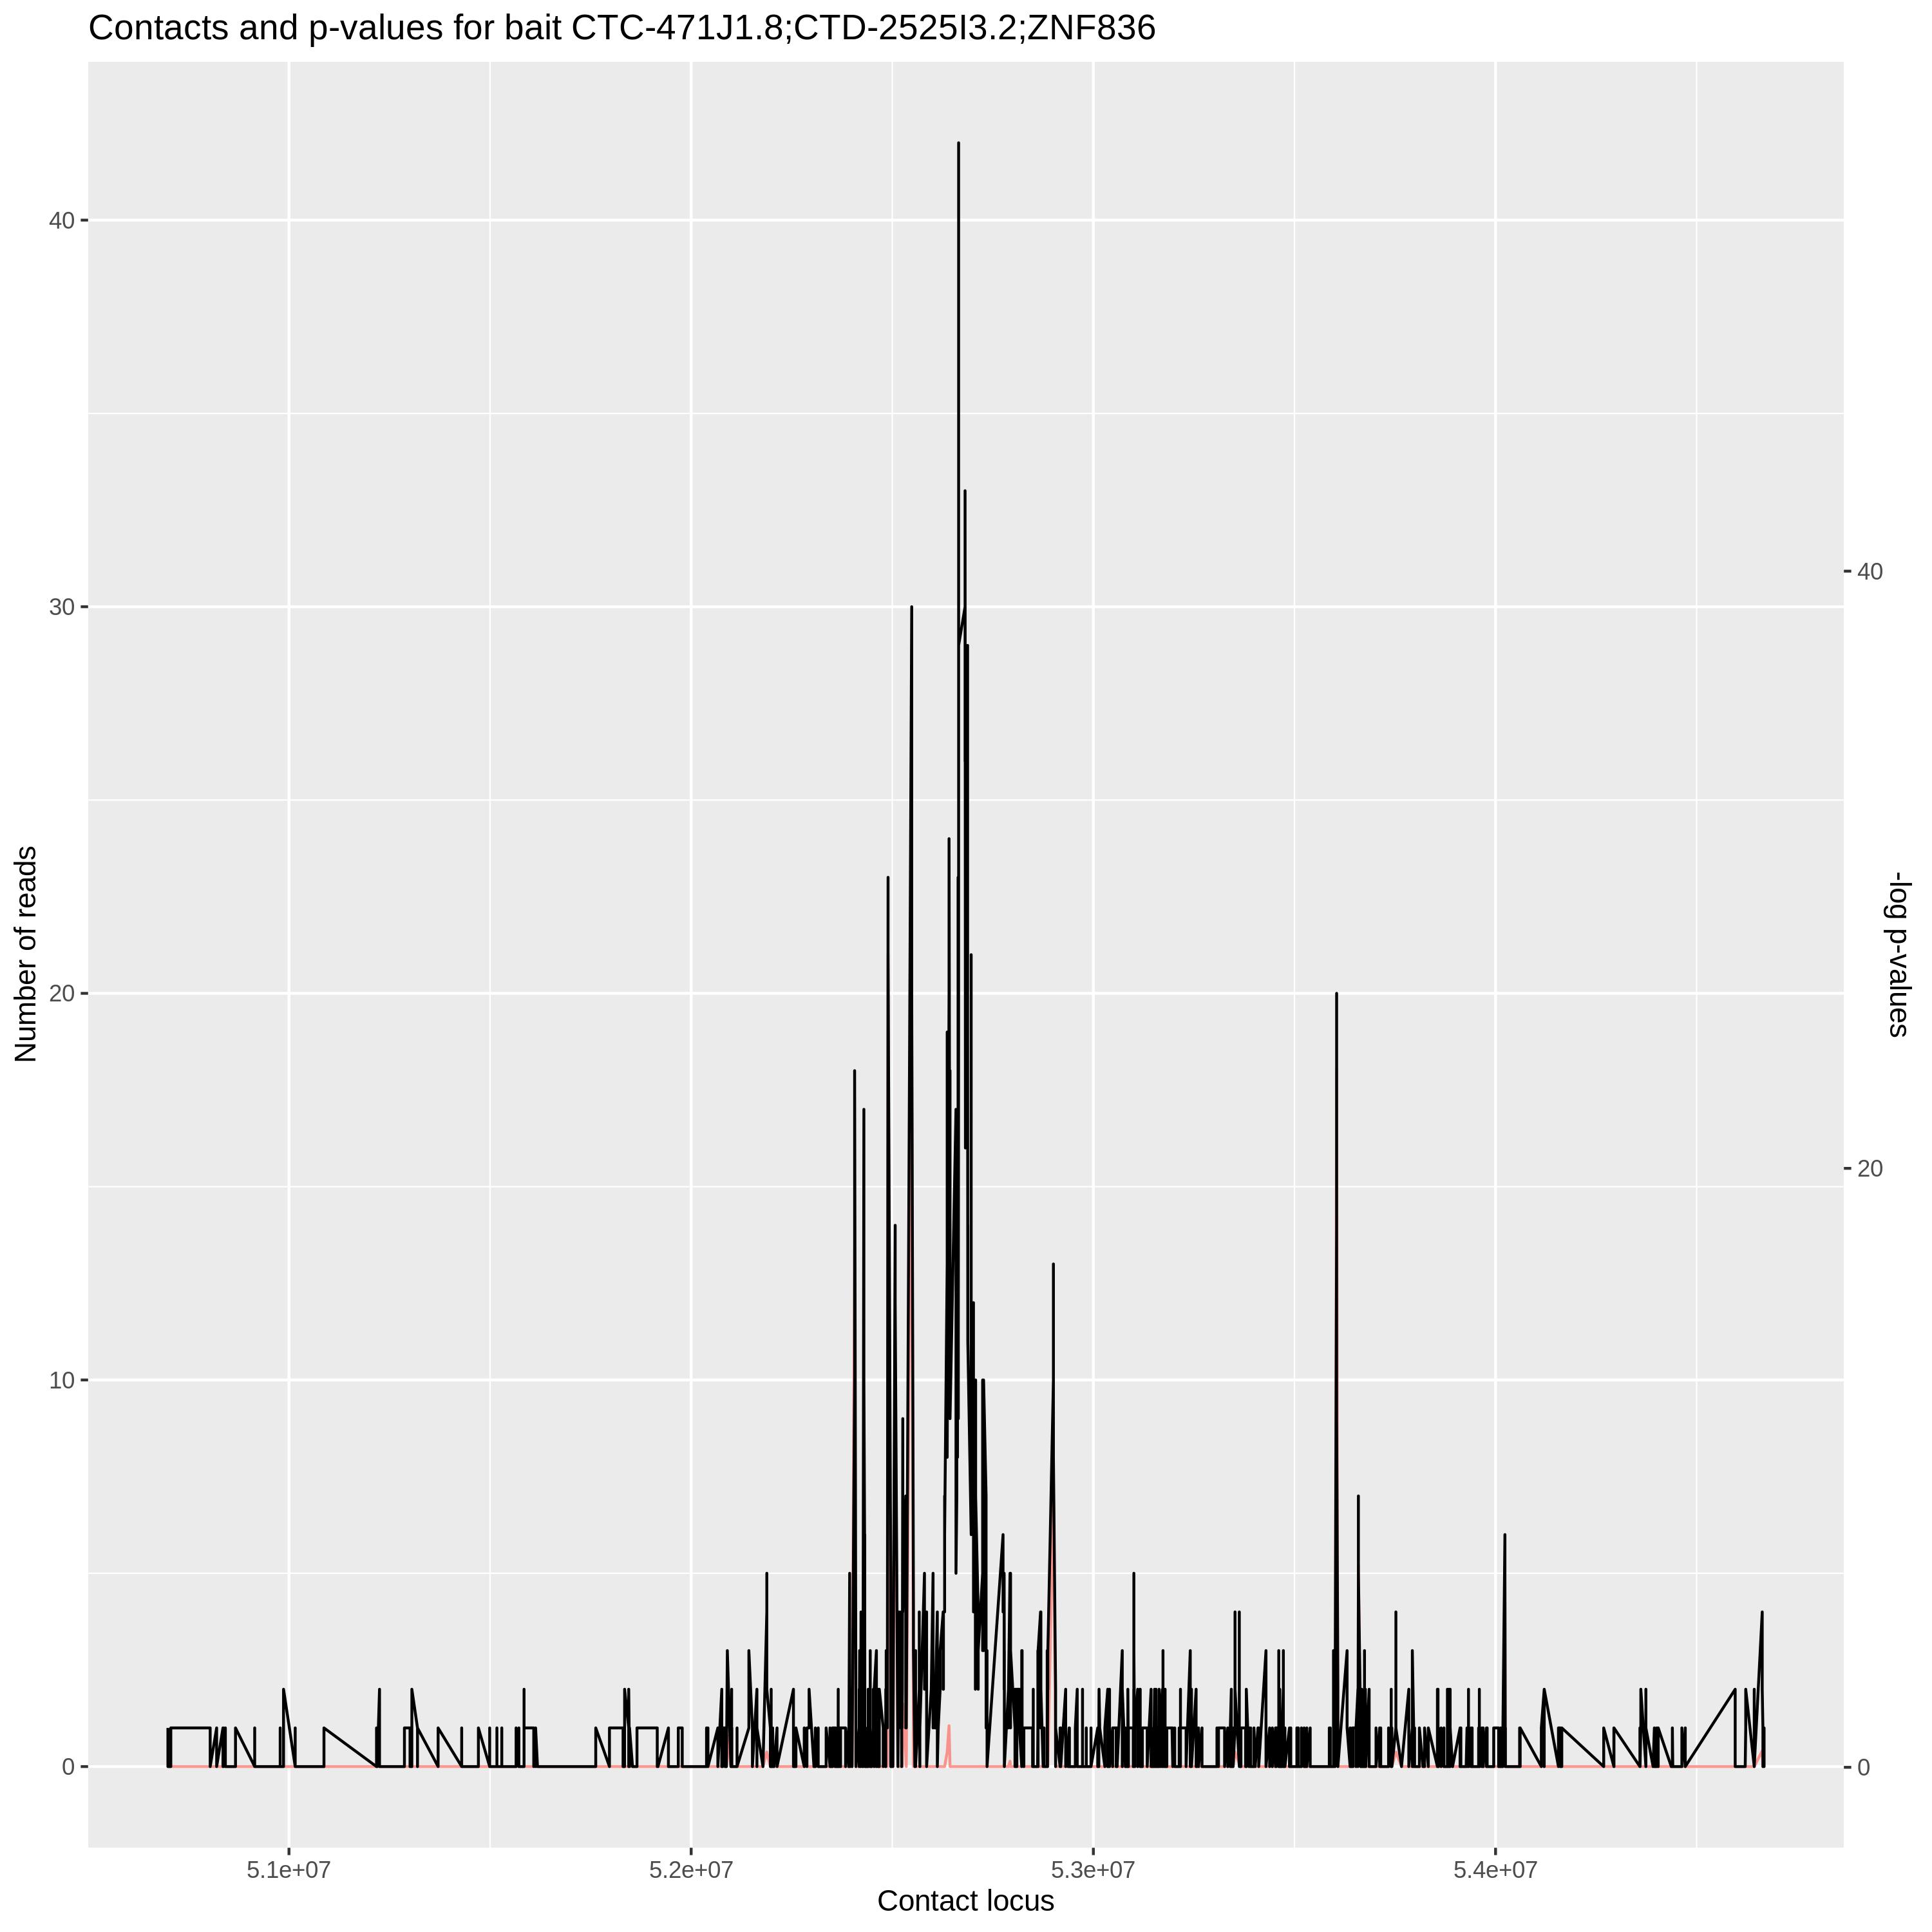 Contacts and p-values for bait CTC-471J1.8;CTD-2525I3.2;ZNF836
40
30
20
10
0
Number of reads
40
20
0
-log p-values
5.1e+07
5.2e+07
5.3e+07
5.4e+07
Contact locus